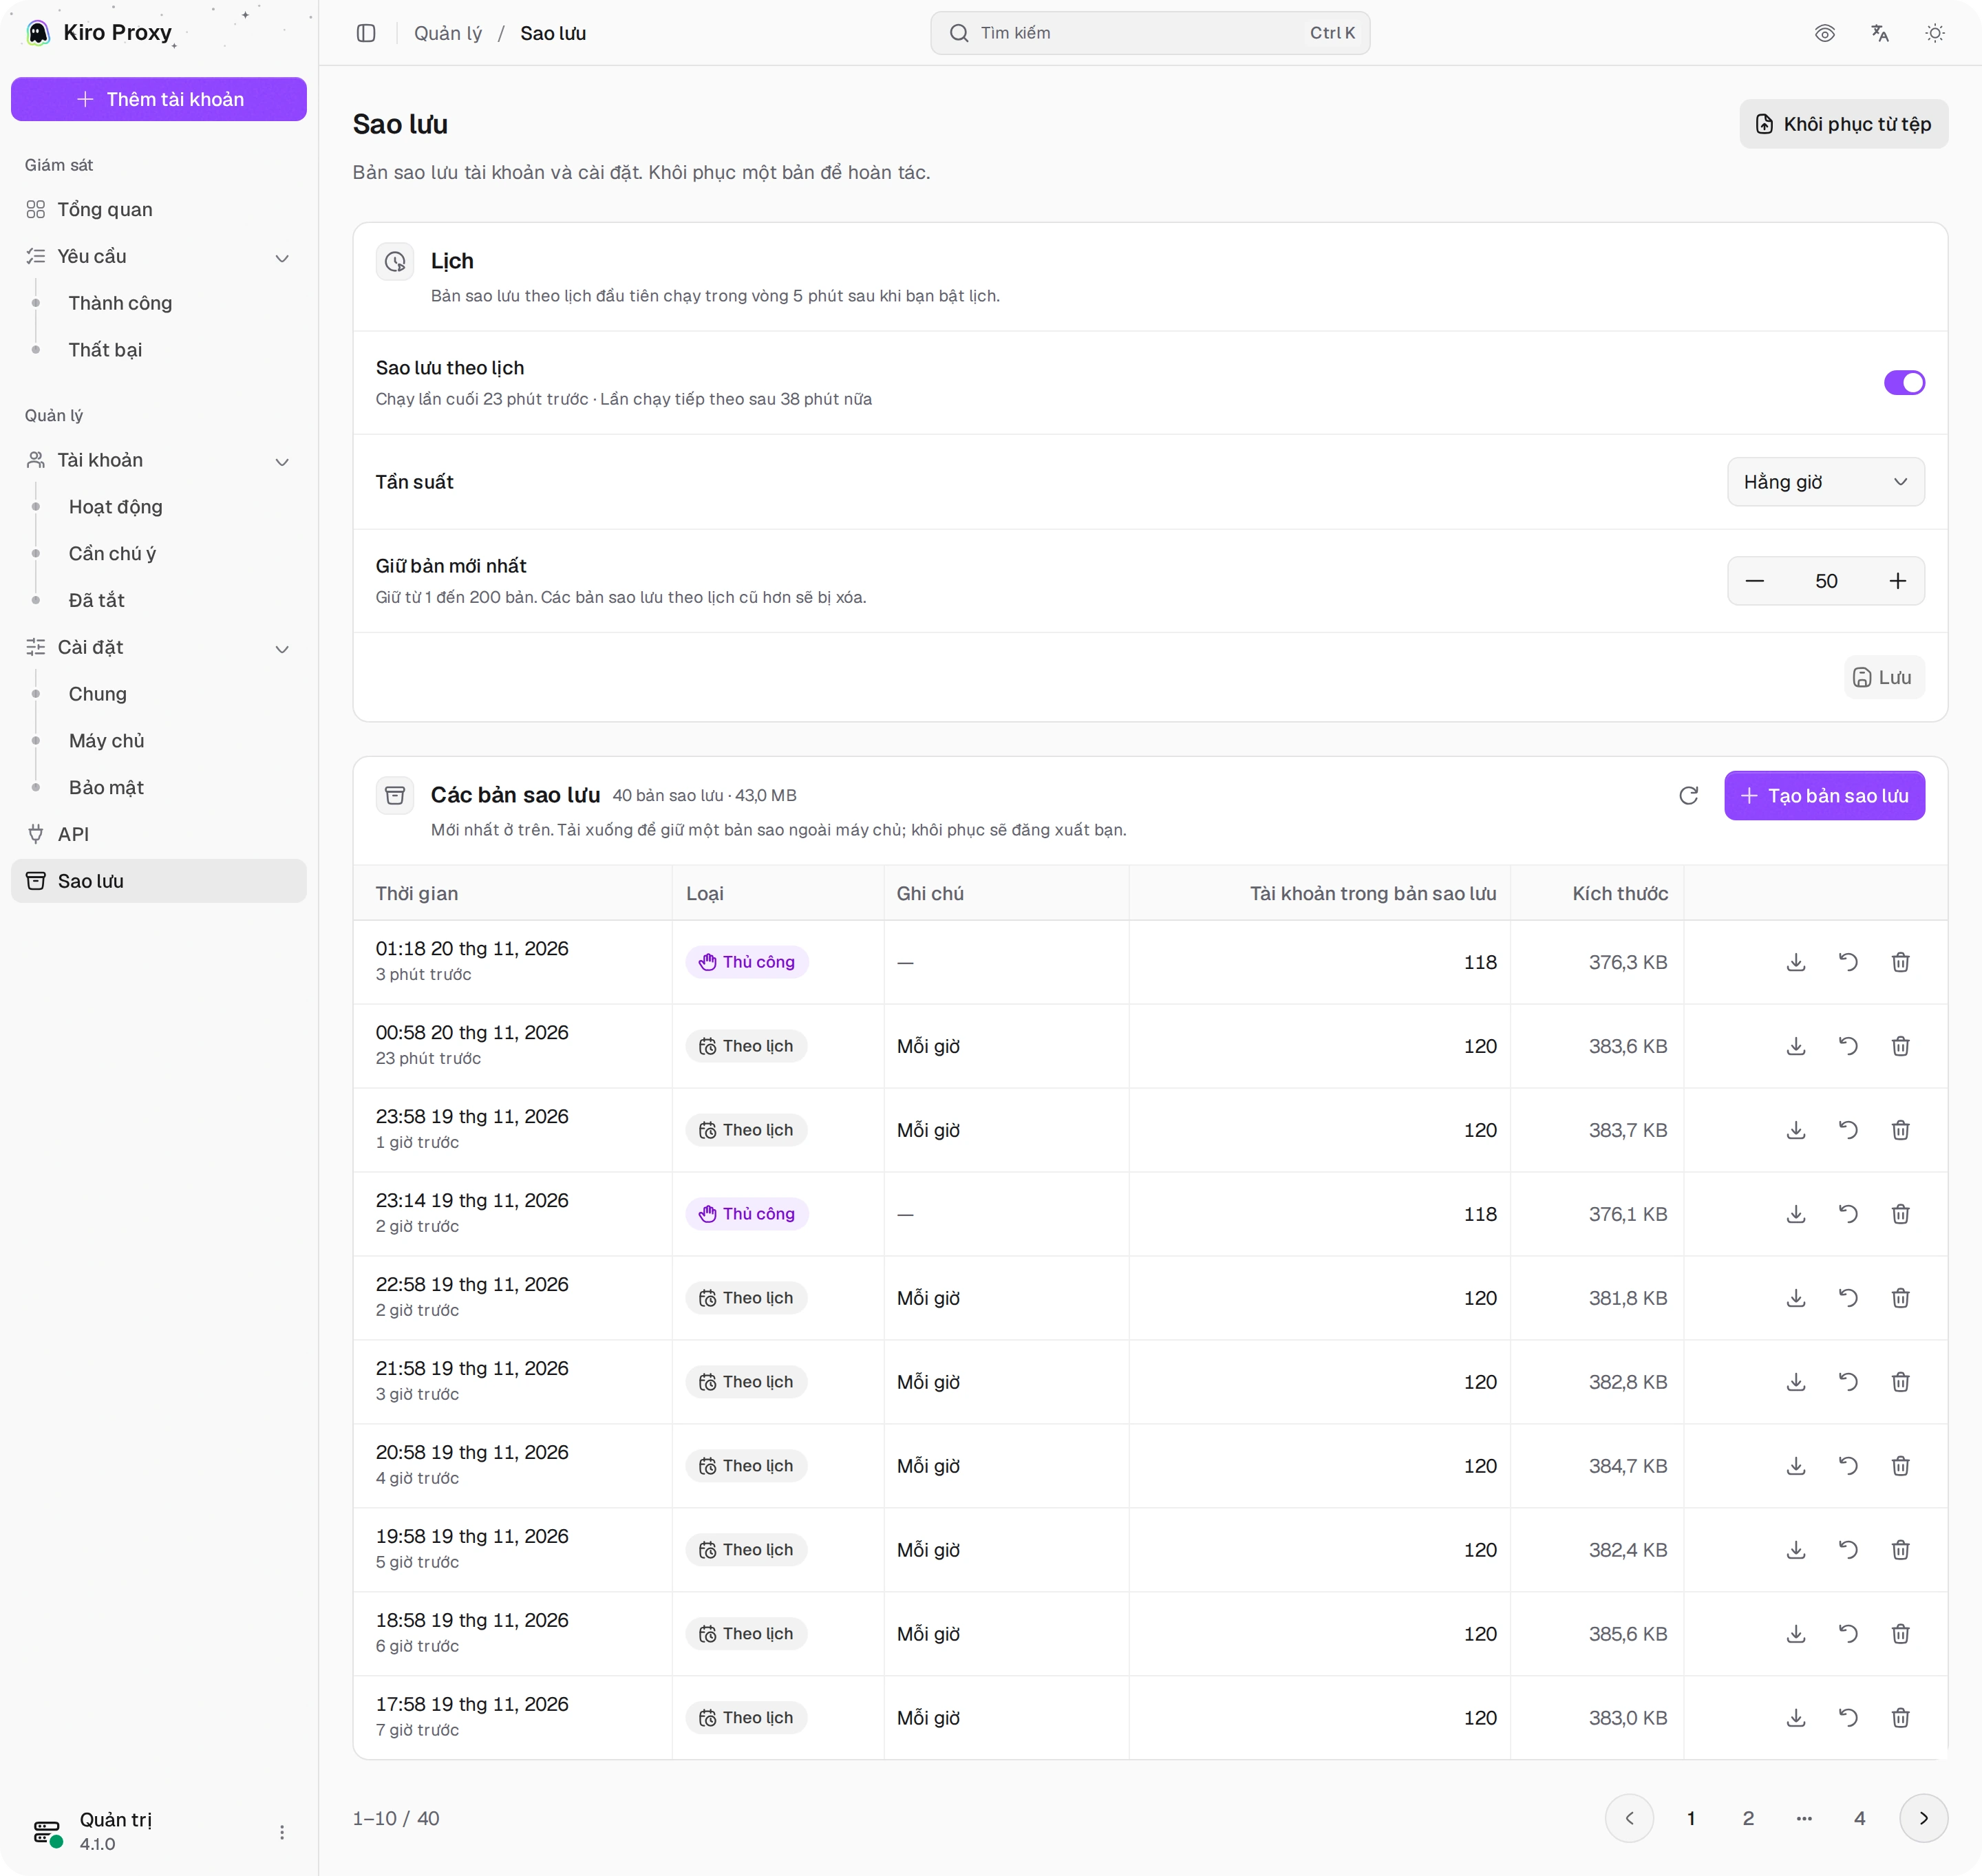 Kiro Proxy
Quản lý / Sao lưu
Tìm kiếm
Ctrl K
Thêm tài khoản
Giám sát
Tổng quan
Yêu cầu
Thành công
Thất bại
Quản lý
Tài khoản
Hoạt động
Cần chú ý
Đã tắt
Cài đặt
Chung
Máy chủ
Bảo mật
API
Sao lưu
Quản trị
4.1.0
Sao lưu
Khôi phục từ tệp
Bản sao lưu tài khoản và cài đặt. Khôi phục một bản để hoàn tác.
Lịch
Bản sao lưu theo lịch đầu tiên chạy trong vòng 5 phút sau khi bạn bật lịch.
Sao lưu theo lịch
Chạy lần cuối 23 phút trước · Lần chạy tiếp theo sau 38 phút nữa
Tần suất
Hằng giờ
Giữ bản mới nhất
Giữ từ 1 đến 200 bản. Các bản sao lưu theo lịch cũ hơn sẽ bị xóa.
50
Lưu
Các bản sao lưu 40 bản sao lưu · 43,0 MB
Tạo bản sao lưu
Mới nhất ở trên. Tải xuống để giữ một bản sao ngoài máy chủ; khôi phục sẽ đăng xuất bạn.
Thời gian Loại Ghi chú Tài khoản trong bản sao lưu Kích thước
01:18 20 thg 11, 2026 Thủ công — 118 376,3 KB
3 phút trước
00:58 20 thg 11, 2026 Theo lịch Mỗi giờ 120 383,6 KB
23 phút trước
23:58 19 thg 11, 2026 Theo lịch Mỗi giờ 120 383,7 KB
1 giờ trước
23:14 19 thg 11, 2026 Thủ công — 118 376,1 KB
2 giờ trước
22:58 19 thg 11, 2026 Theo lịch Mỗi giờ 120 381,8 KB
2 giờ trước
21:58 19 thg 11, 2026 Theo lịch Mỗi giờ 120 382,8 KB
3 giờ trước
20:58 19 thg 11, 2026 Theo lịch Mỗi giờ 120 384,7 KB
4 giờ trước
19:58 19 thg 11, 2026 Theo lịch Mỗi giờ 120 382,4 KB
5 giờ trước
18:58 19 thg 11, 2026 Theo lịch Mỗi giờ 120 385,6 KB
6 giờ trước
17:58 19 thg 11, 2026 Theo lịch Mỗi giờ 120 383,0 KB
7 giờ trước
1–10 / 40
1 2 ··· 4